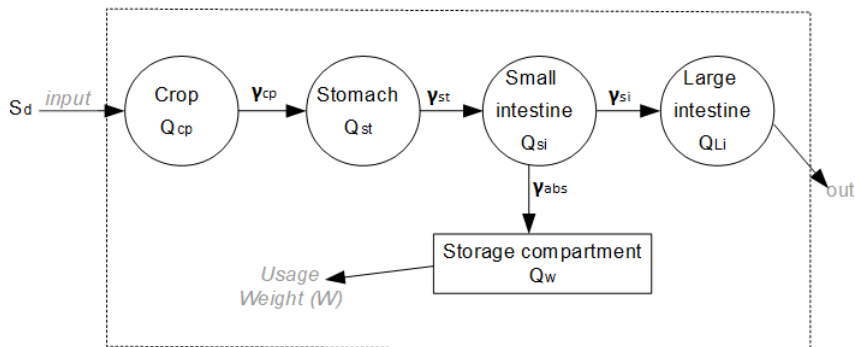 Sd
input
Crop
Qcp
γcp
Stomach
Qst
γst
Small
intestine
Qsi
γsi
Large
intestine
QLi
out
γabs
Storage compartment
Qw
Usage
Weight (W)